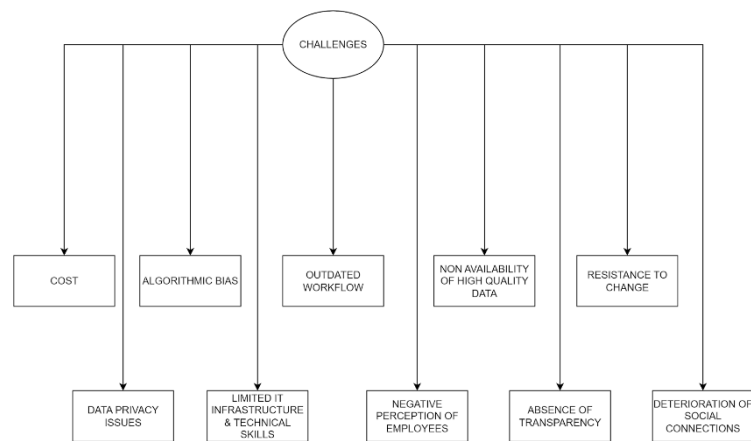 CHALLENGES
COST
ALGORITHMIC BIAS
OUTDATED
WORKFLOW
NON AVAILABILITY
OF HIGH QUALITY
DATA
RESISTANCE TO
CHANGE
DATA PRIVACY
ISSUES
LIMITED IT
INFRASTRUCTURE
& TECHNICAL
SKILLS
NEGATIVE
PERCEPTION OF
EMPLOYEES
ABSENCE OF
TRANSPARENCY
DETERIORATION OF
SOCIAL
CONNECTIONS